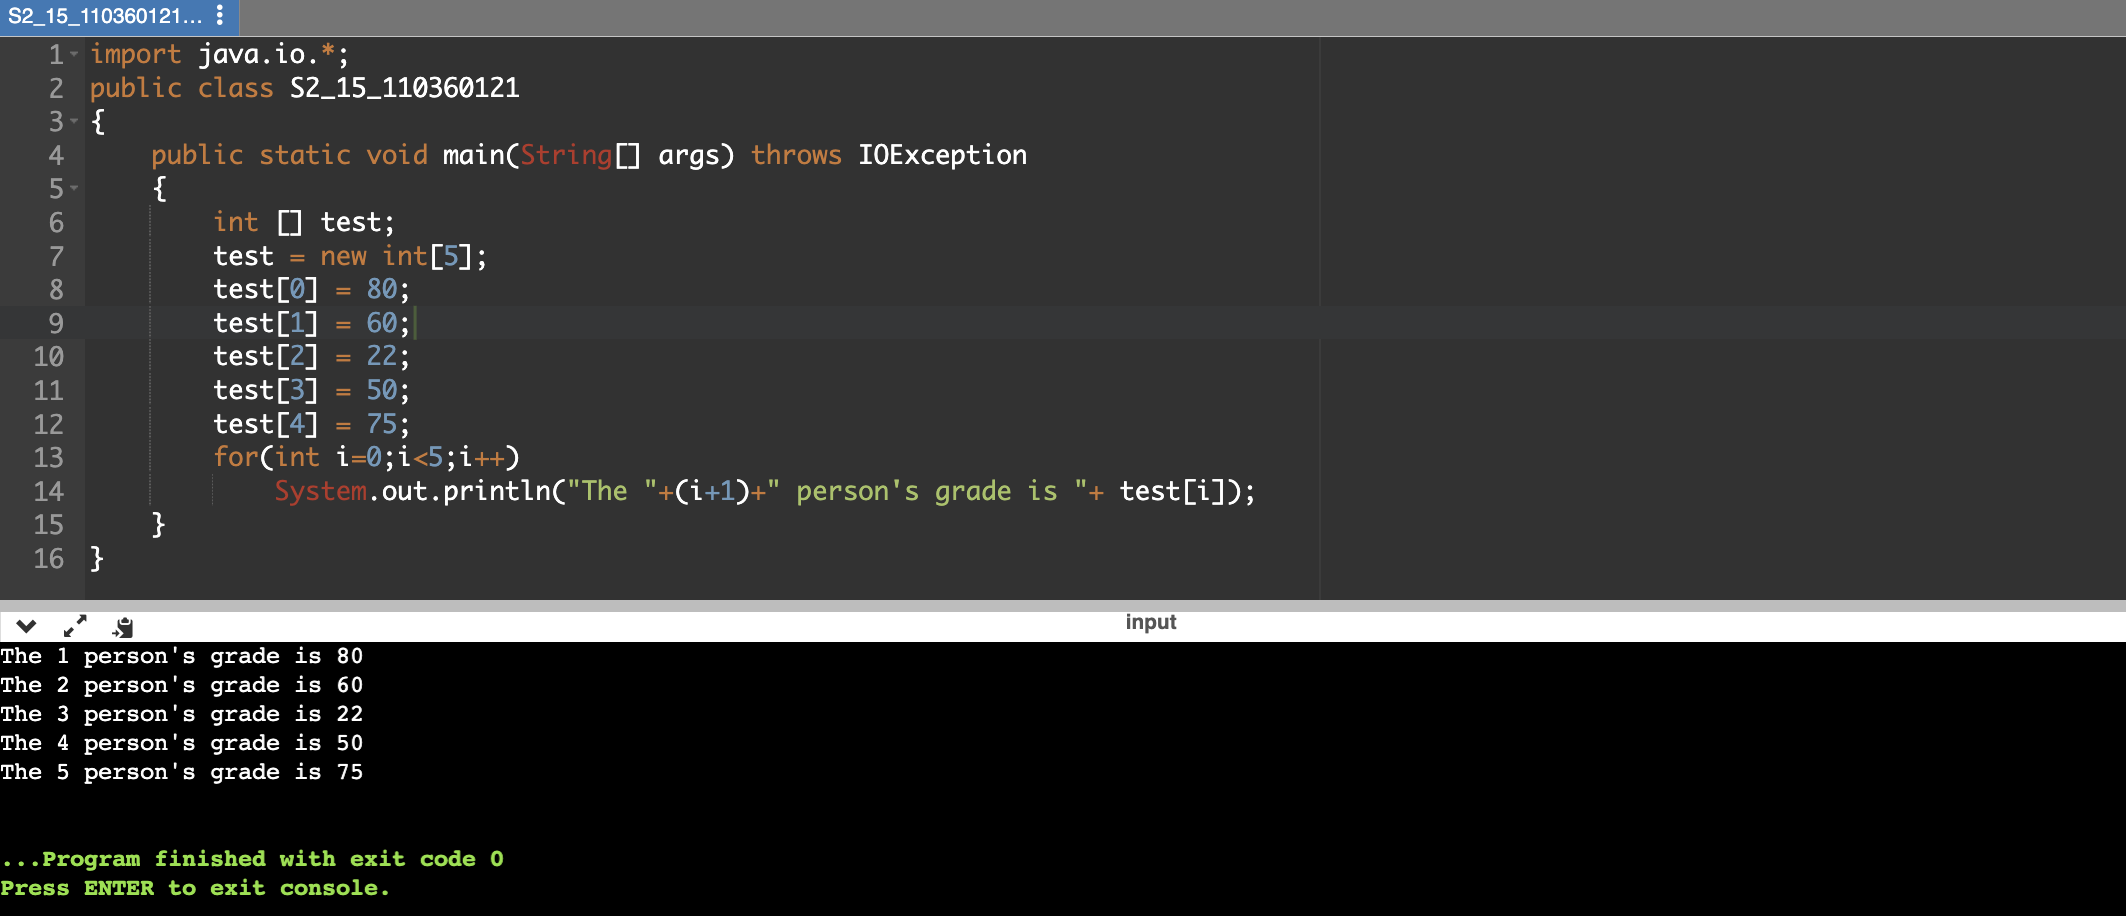 S2_15_110360121...
1 import java.io.*;
2 public class S2_15_110360121
3 {
4     public static void main(String[] args) throws IOException
5     {
6         int [] test;
7         test = new int[5];
8         test[0] = 80;
9         test[1] = 60;
10         test[2] = 22;
11         test[3] = 50;
12         test[4] = 75;
13         for(int i=0;i<5;i++)
14             System.out.println("The "+(i+1)+" person's grade is "+ test[i]);
15     }
16 }
input
The 1 person's grade is 80
The 2 person's grade is 60
The 3 person's grade is 22
The 4 person's grade is 50
The 5 person's grade is 75
...Program finished with exit code 0
Press ENTER to exit console.